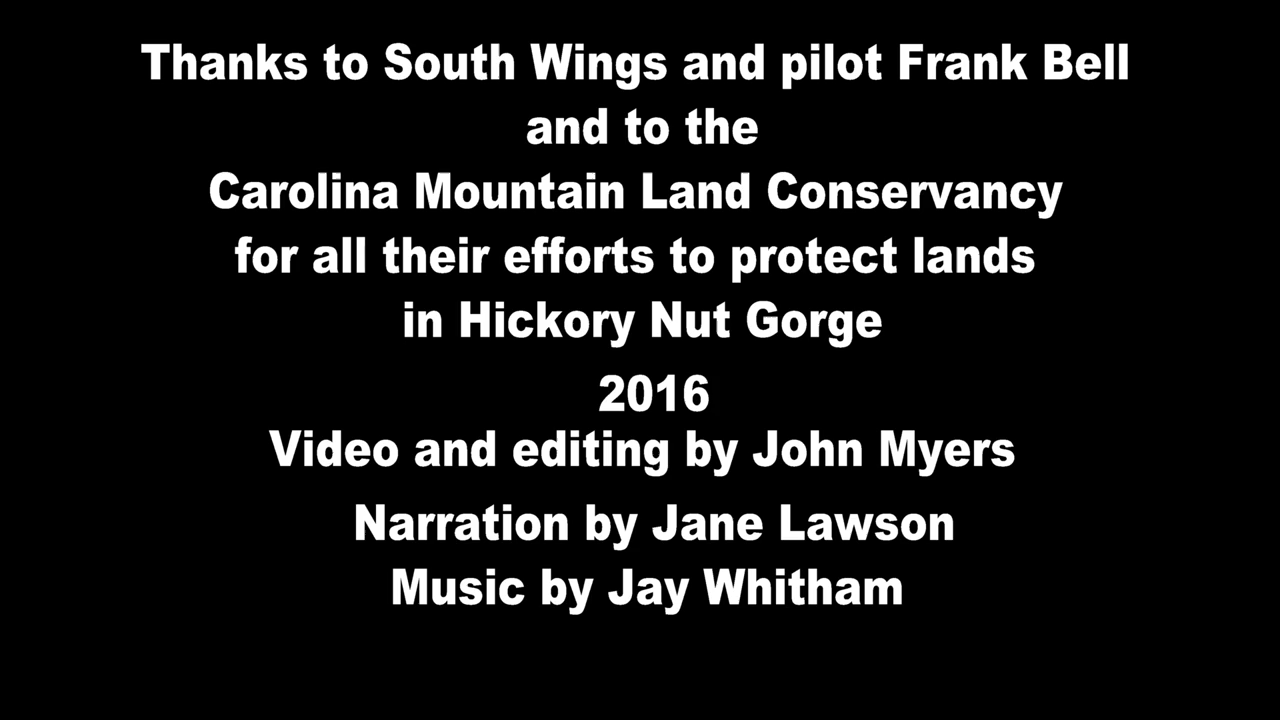 Thanks to South Wings and pilot Frank Bell
and to the
Carolina Mountain Land Conservancy
for all their efforts to protect lands
in Hickory Nut Gorge
2016
Video and editing by John Myers
Narration by Jane Lawson
Music by Jay Whitham